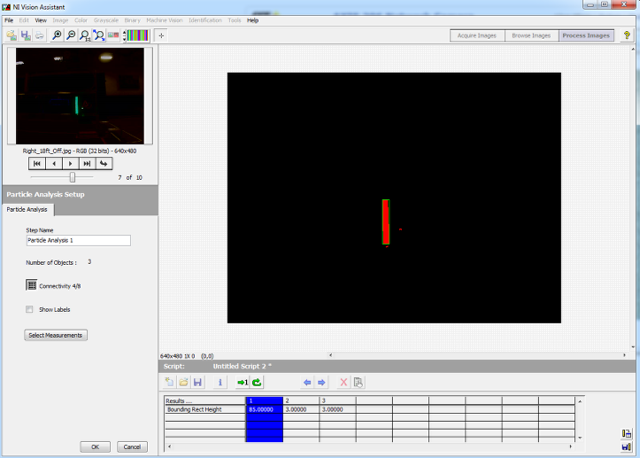 NI Vision Assistant
File Edit View Image Color Grayscale Binary Machine Vision Identification Tools Help
Acquire Images Browse Images Process Images
Right_18ft_Off.jpg - RGB (32 bits) - 640x480
7 of 10
Particle Analysis Setup
Particle Analysis
Step Name
Particle Analysis 1
Number of Objects : 3
Connectivity 4/8
Show Labels
Select Measurements
OK Cancel
640x480 1X 0 (0,0)
Script: Untitled Script 2 *
Results .... 1 2 3
Bounding Rect Height 85.00000 3.00000 3.00000